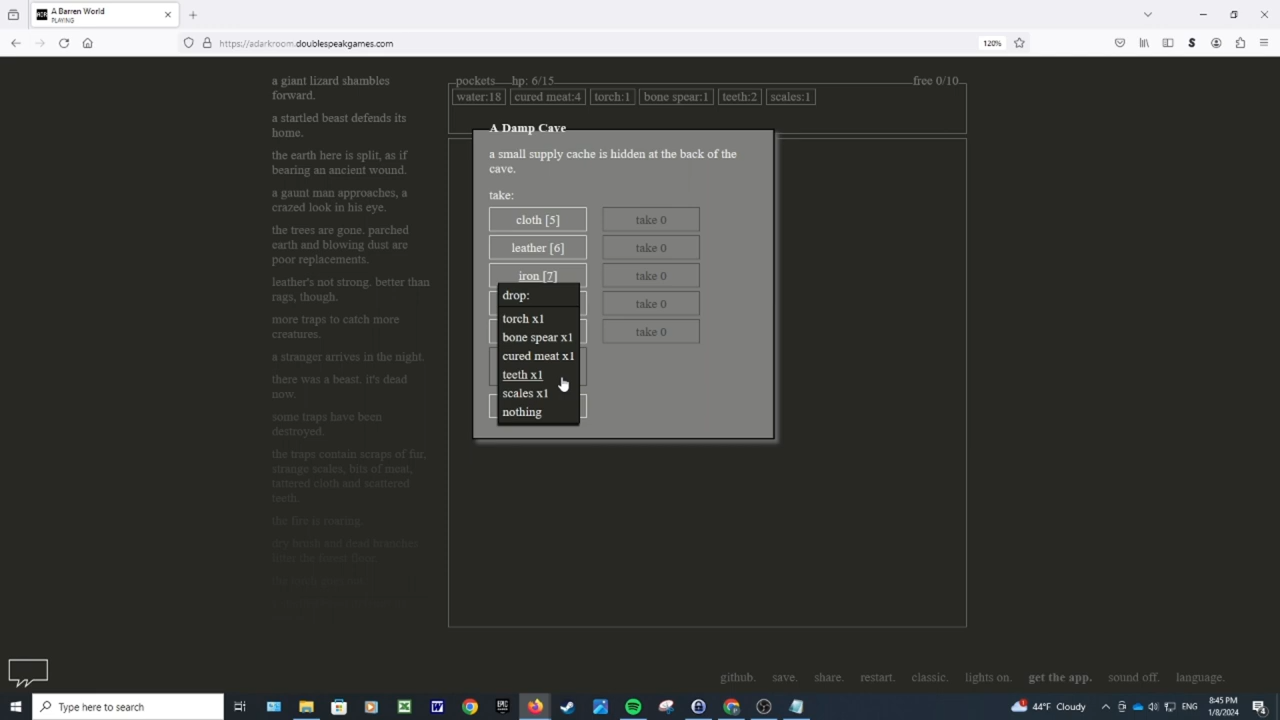 A Barren World
PLAYING
https://adarkroom.doublespeakgames.com
120%
a giant lizard shambles
forward.
a startled beast defends its
home.
the earth here is split, as if
bearing an ancient wound.
a gaunt man approaches, a
crazed look in his eye.
the trees are gone. parched
earth and blowing dust are
poor replacements.
leather's not strong. better than
rags, though.
more traps to catch more
creatures.
a stranger arrives in the night.
there was a beast. it's dead
now.
some traps have been
destroyed.
the traps contain scraps of fur,
strange scales, bits of meat,
tattered cloth and scattered
teeth.
the fire is roaring.
dry brush and dead branches
litter the forest floor.
pockets
hp: 6/15
free 0/10
water:18
cured meat:4
torch:1
bone spear:1
teeth:2
scales:1
A Damp Cave
a small supply cache is hidden at the back of the
cave.
take:
cloth [5]
take 0
leather [6]
take 0
iron [7]
take 0
take 0
take 0
drop:
torch x1
bone spear x1
cured meat x1
teeth x1
scales x1
nothing
github.
save.
share.
restart.
classic.
lights on.
get the app.
sound off.
language.
Type here to search
44°F Cloudy
ENG
8:45 PM
1/8/2024